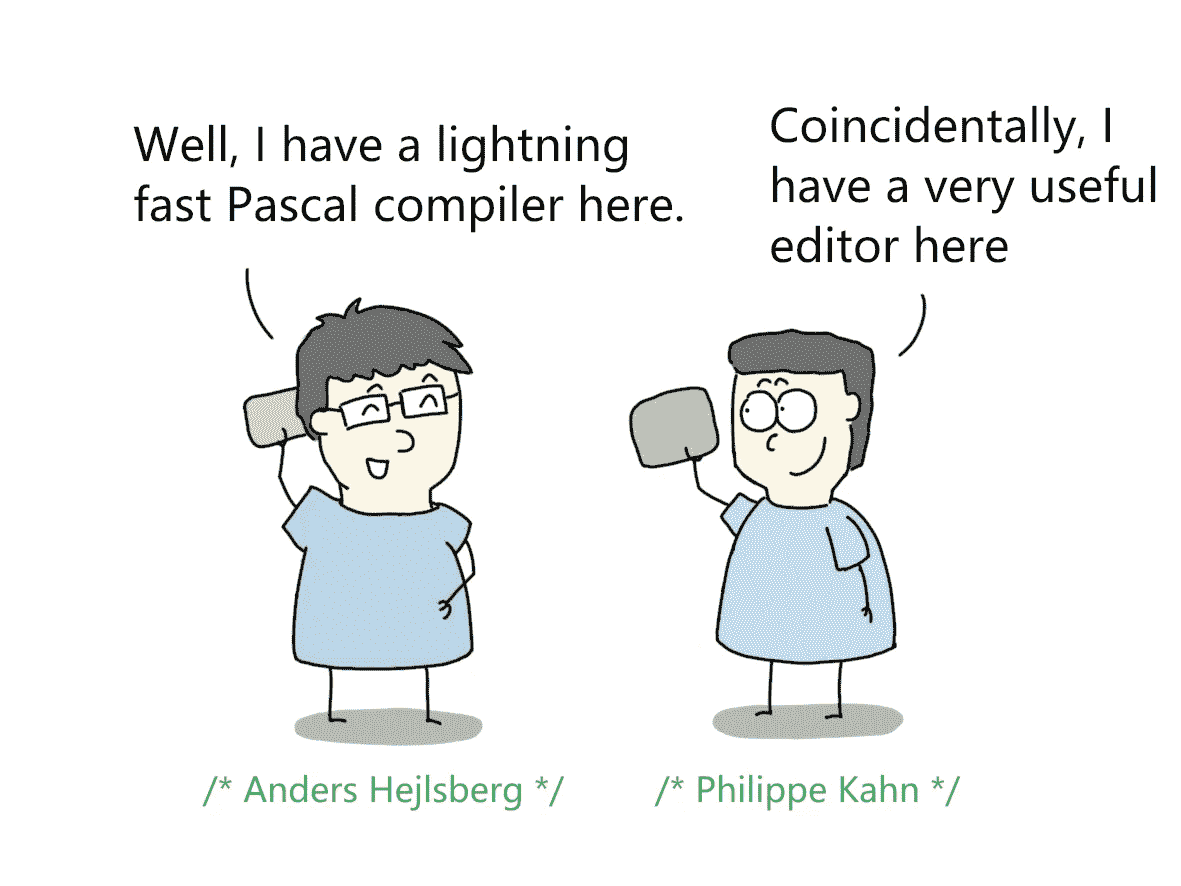 Well, I have a lightning
fast Pascal compiler here.
Coincidentally, I
have a very useful
editor here
/* Anders Hejlsberg */
/* Philippe Kahn */